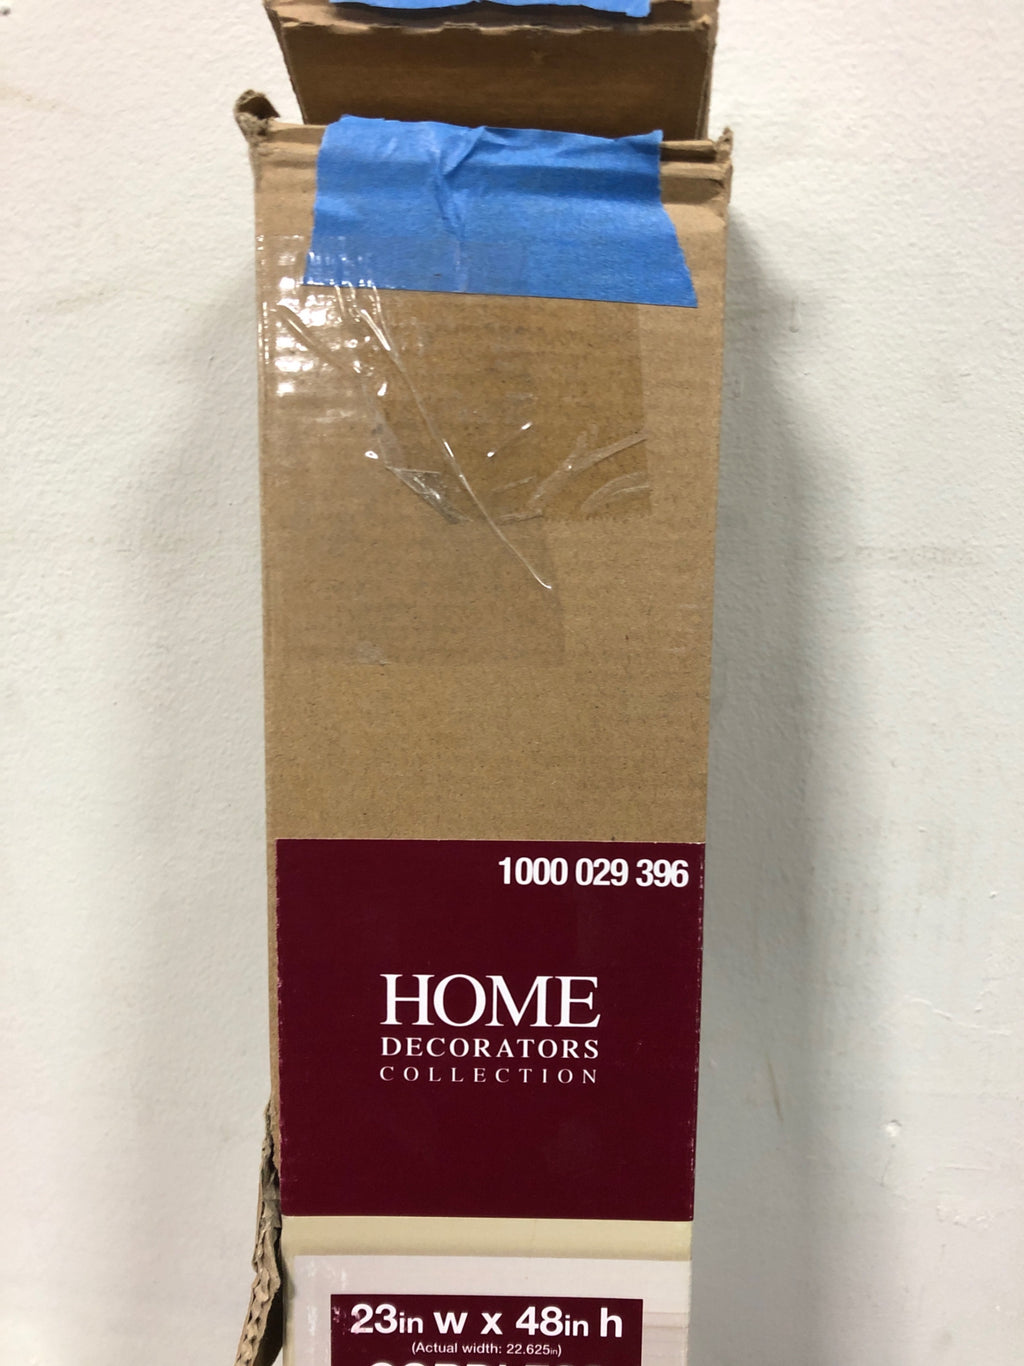 1000 029 396
HOME
DECORATORS
COLLECTION
23in w x 48in h
(Actual width: 22.625in)